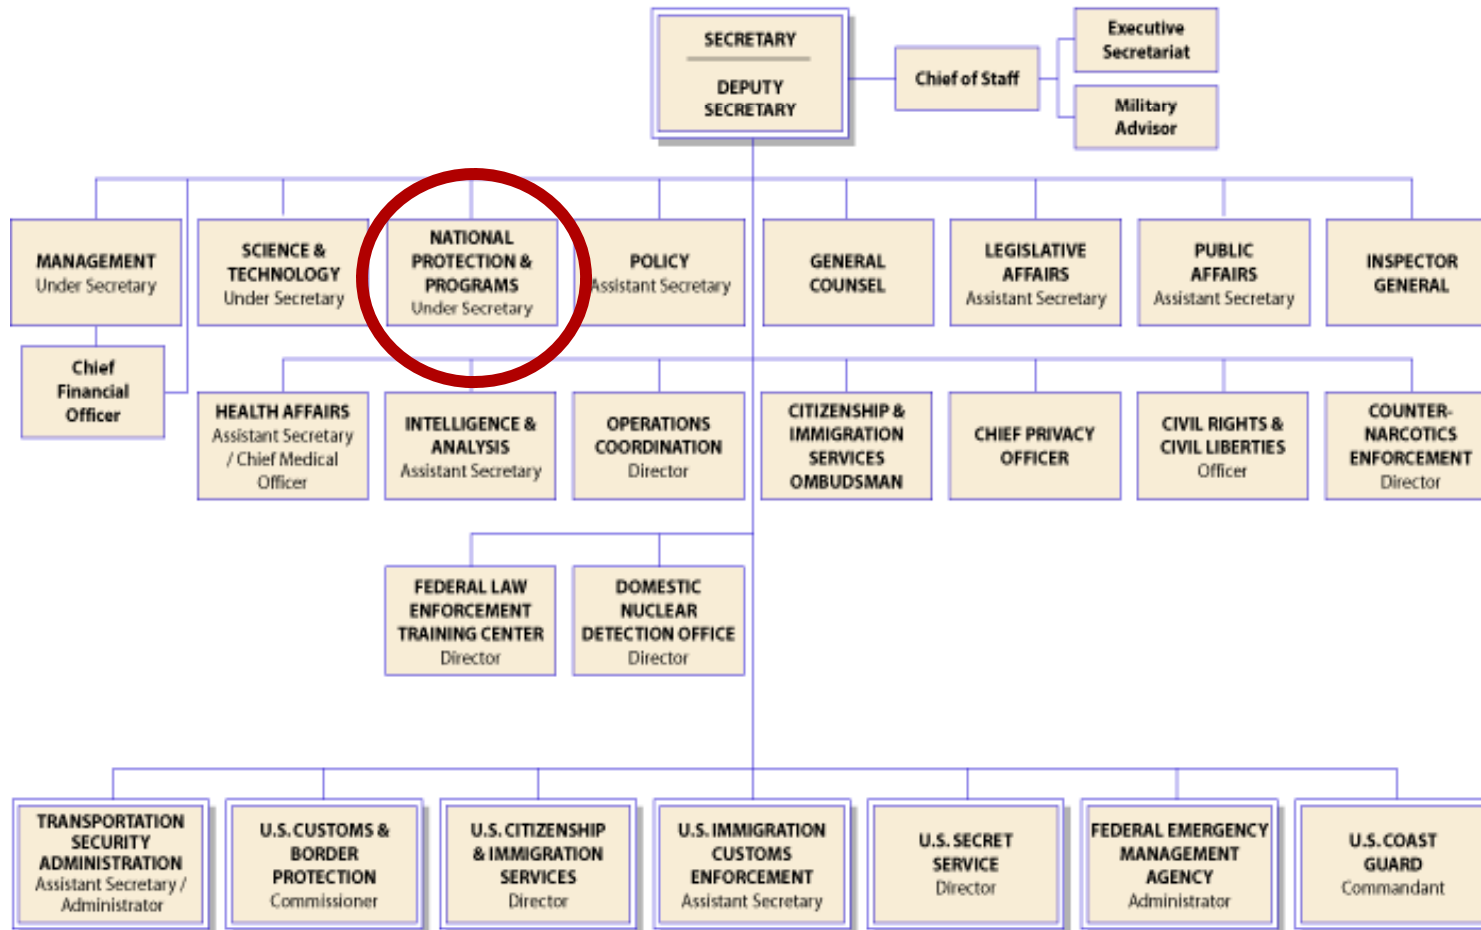 SECRETARY
DEPUTY
SECRETARY
Chief of Staff
Executive
Secretariat
Military
Advisor
MANAGEMENT
Under Secretary
SCIENCE &
TECHNOLOGY
Under Secretary
NATIONAL
PROTECTION &
PROGRAMS
Under Secretary
POLICY
Assistant Secretary
GENERAL
COUNSEL
LEGISLATIVE
AFFAIRS
Assistant Secretary
PUBLIC
AFFAIRS
Assistant Secretary
INSPECTOR
GENERAL
Chief
Financial
Officer
HEALTH AFFAIRS
Assistant Secretary
/ Chief Medical
Officer
INTELLIGENCE &
ANALYSIS
Assistant Secretary
OPERATIONS
COORDINATION
Director
CITIZENSHIP &
IMMIGRATION
SERVICES
OMBUDSMAN
CHIEF PRIVACY
OFFICER
CIVIL RIGHTS &
CIVIL LIBERTIES
Officer
COUNTER-
NARCOTICS
ENFORCEMENT
Director
FEDERAL LAW
ENFORCEMENT
TRAINING CENTER
Director
DOMESTIC
NUCLEAR
DETECTION OFFICE
Director
TRANSPORTATION
SECURITY
ADMINISTRATION
Assistant Secretary /
Administrator
U.S. CUSTOMS &
BORDER
PROTECTION
Commissioner
U.S. CITIZENSHIP
& IMMIGRATION
SERVICES
Director
U.S. IMMIGRATION
CUSTOMS
ENFORCEMENT
Assistant Secretary
U.S. SECRET
SERVICE
Director
FEDERAL EMERGENCY
MANAGEMENT
AGENCY
Administrator
U.S. COAST
GUARD
Commandant